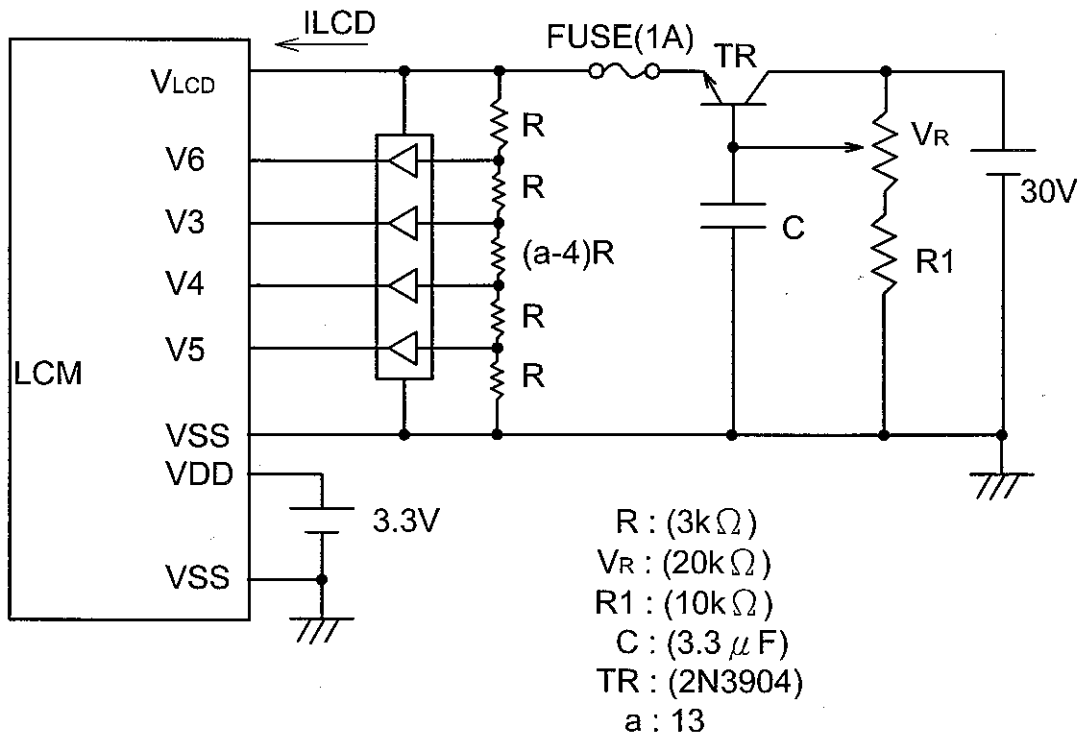 ILCD
FUSE(1A)
TR
VLCD
R
V6
VR
R
30V
V3
C
(a-4)R
R1
V4
R
V5
LCM
R
VSS
VDD
3.3V
VSS
R : (3kΩ)
VR : (20kΩ)
R1 : (10kΩ)
C : (3.3 μF)
TR : (2N3904)
a : 13